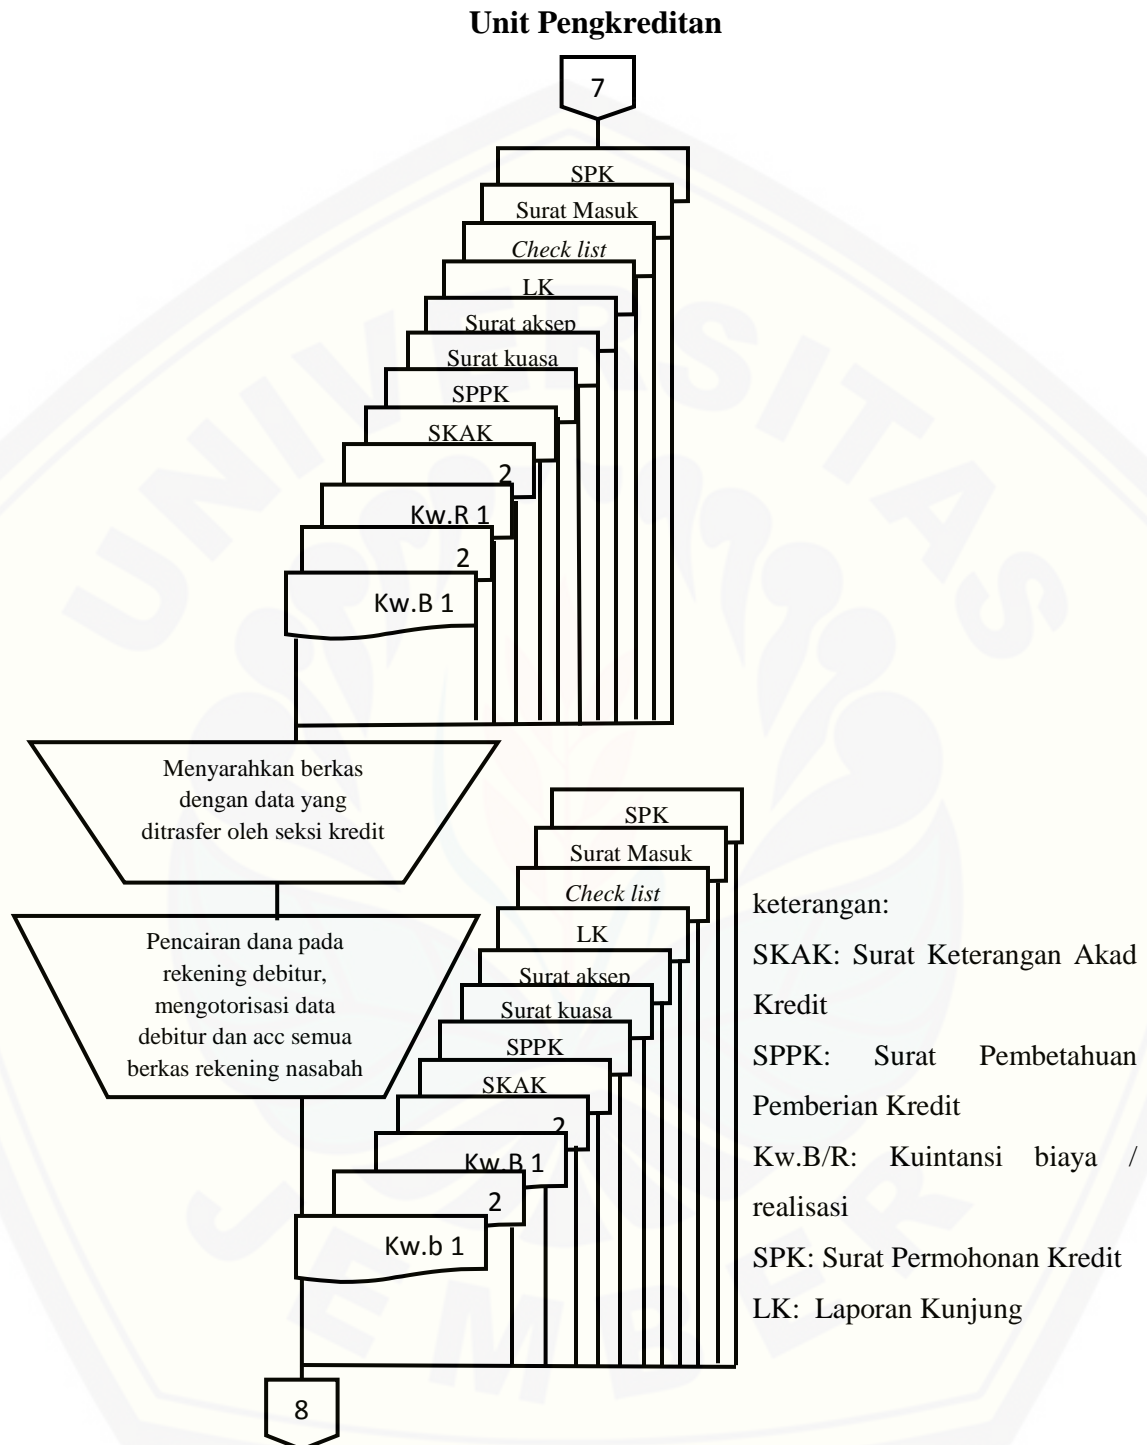 Unit Pengkreditan
7
SPK
Surat Masuk
Check list
LK
Surat aksep
Surat kuasa
SPPK
SKAK
2
Kw.R 1
2
Kw.B 1
Menyarahkan berkas
dengan data yang
ditrasfer oleh seksi kredit
Pencairan dana pada
rekening debitur,
mengotorisasi data
debitur dan acc semua
berkas rekening nasabah
SPK
Surat Masuk
Check list
LK
Surat aksep
Surat kuasa
SPPK
SKAK
2
Kw.B 1
2
Kw.b 1
8
keterangan:
SKAK: Surat Keterangan Akad
Kredit
SPPK: Surat Pembetahuan
Pemberian Kredit
Kw.B/R: Kuintansi biaya /
realisasi
SPK: Surat Permohonan Kredit
LK: Laporan Kunjung
UNIVERSITAS
JEMBER